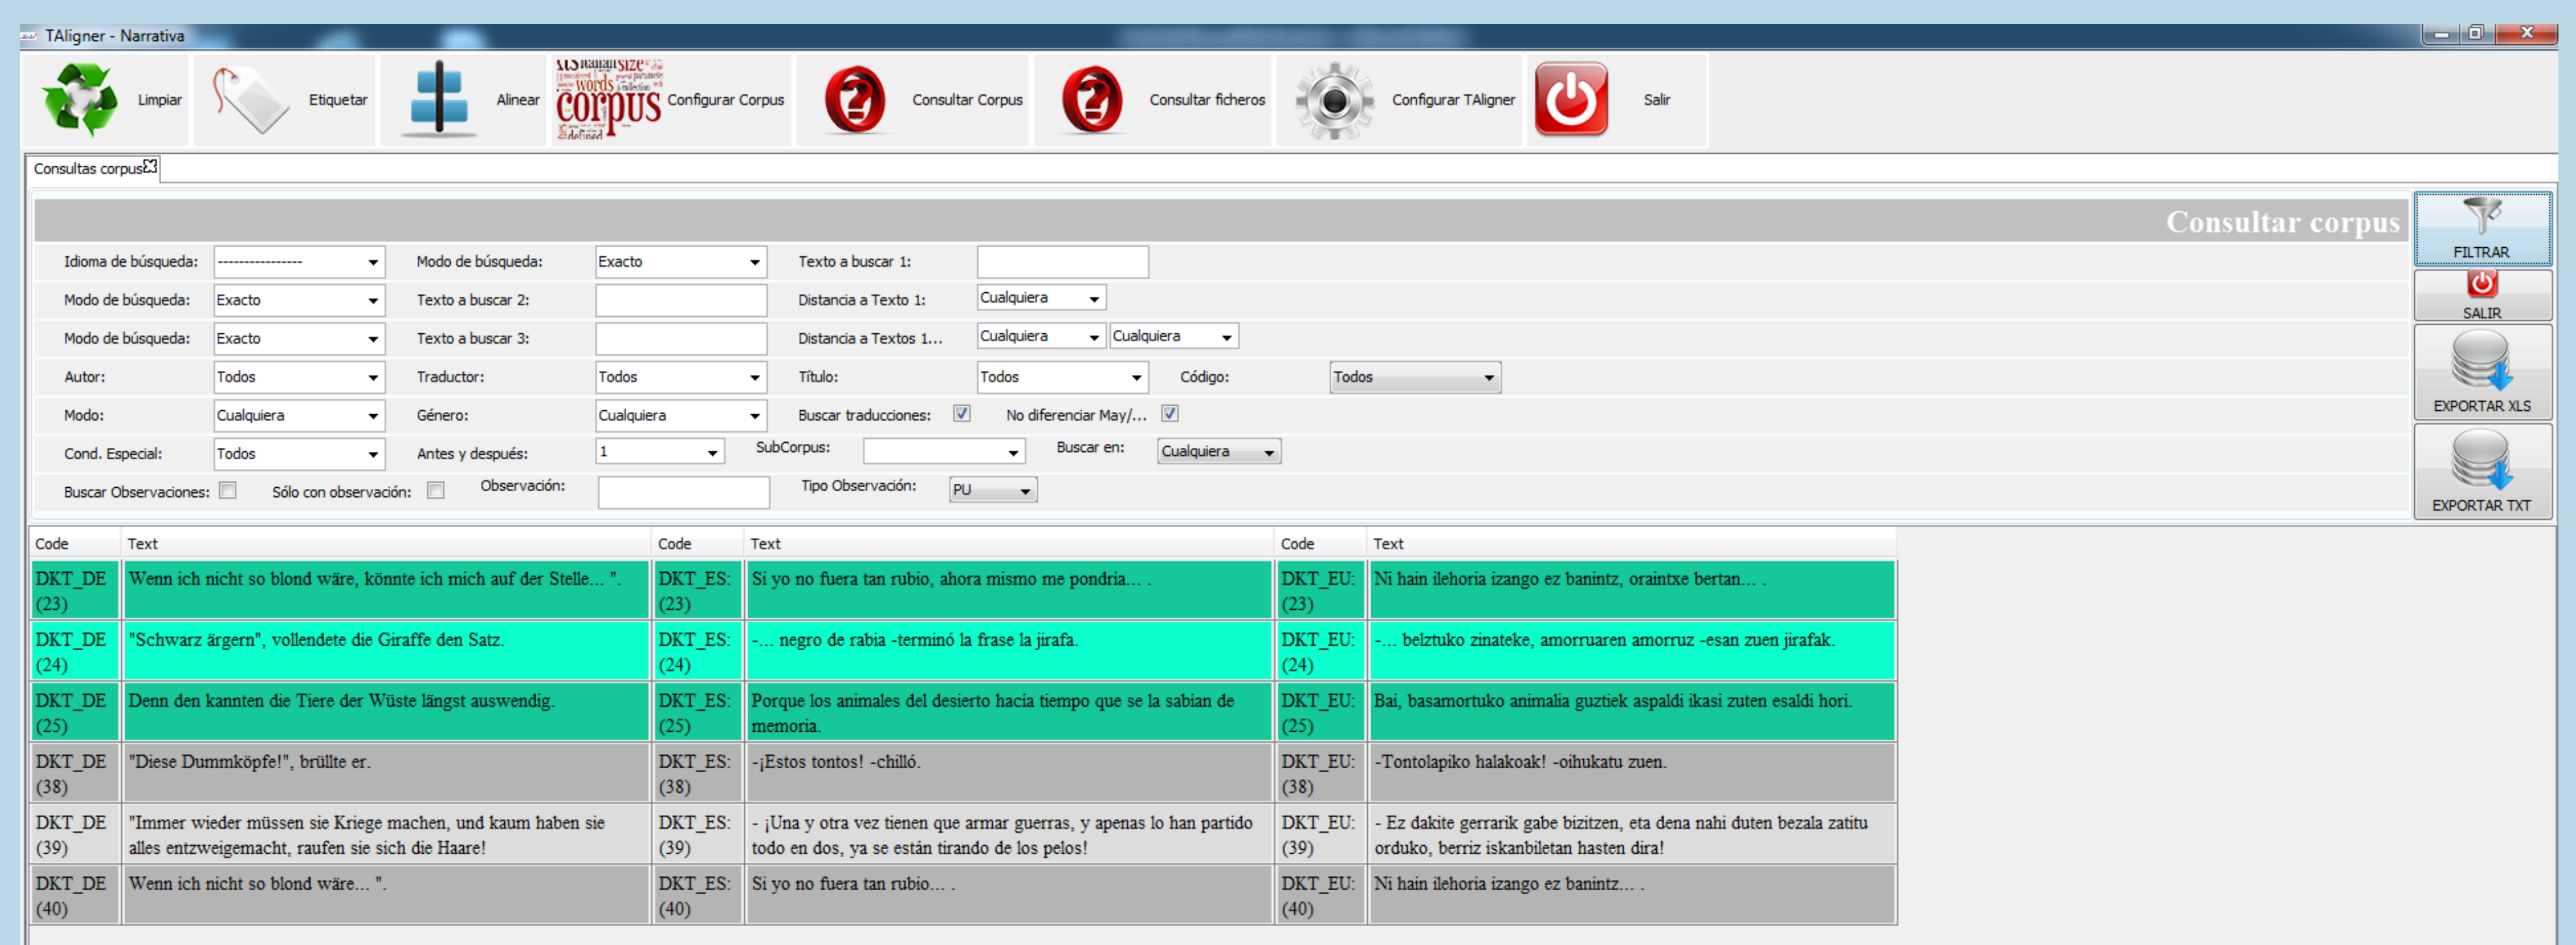 TAligner - Narrativa
Limpiar Etiquetar Alinear Configurar Corpus Consultar Corpus Consultar ficheros Configurar TAligner Salir
size
words
corpus
defined
Consultas corpus
Consultar corpus
FILTRAR
SALIR
EXPORTAR XLS
EXPORTAR TXT
Idioma de búsqueda: ---------------- Modo de búsqueda: Exacto Texto a buscar 1:
Modo de búsqueda: Exacto Texto a buscar 2: Distancia a Texto 1: Cualquiera
Modo de búsqueda: Exacto Texto a buscar 3: Distancia a Textos 1... Cualquiera Cualquiera
Autor: Todos Traductor: Todos Título: Todos Código: Todos
Modo: Cualquiera Género: Cualquiera Buscar traducciones: No diferenciar May/...
Cond. Especial: Todos Antes y después: 1 SubCorpus: Buscar en: Cualquiera
Buscar Observaciones: Sólo con observación: Observación: Tipo Observación: PU
Code Text Code Text Code Text
DKT_DE (23) Wenn ich nicht so blond wäre, könnte ich mich auf der Stelle... ". DKT_ES: (23) Si yo no fuera tan rubio, ahora mismo me pondria... . DKT_EU: (23) Ni hain ilehoria izango ez banintz, oraintxe bertan... .
DKT_DE (24) "Schwarz ärgern", vollendete die Giraffe den Satz. DKT_ES: (24) -... negro de rabia -terminó la frase la jirafa. DKT_EU: (24) -... belztuko zinateke, amorruaren amorruz -esan zuen jirafak.
DKT_DE (25) Denn den kannten die Tiere der Wüste längst auswendig. DKT_ES: (25) Porque los animales del desierto hacia tiempo que se la sabian de
memoria. DKT_EU: (25) Bai, basamortuko animalia guztiek aspaldi ikasi zuten esaldi hori.
DKT_DE (38) "Diese Dummköpfe!", brüllte er. DKT_ES: (38) -¡Estos tontos! -chilló. DKT_EU: (38) -Tontolapiko halakoak! -oihukatu zuen.
DKT_DE (39) "Immer wieder müssen sie Kriege machen, und kaum haben sie
alles entzweigemacht, raufen sie sich die Haare! DKT_ES: (39) - ¡Una y otra vez tienen que armar guerras, y apenas lo han partido
todo en dos, ya se están tirando de los pelos! DKT_EU: (39) - Ez dakite gerrarik gabe bizitzen, eta dena nahi duten bezala zatitu
orduko, berriz iskanbiletan hasten dira!
DKT_DE (40) Wenn ich nicht so blond wäre... ". DKT_ES: (40) Si yo no fuera tan rubio... . DKT_EU: (40) Ni hain ilehoria izango ez banintz... .